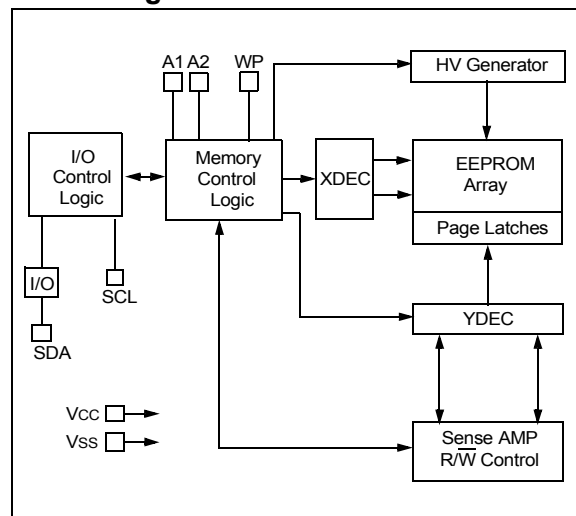 A1 A2 WP
HV Generator
I/O
Control
Logic
Memory
Control
Logic
XDEC
EEPROM
Array
Page Latches
I/O
SCL
SDA
YDEC
VCC
VSS
Sense AMP
R/W̅ Control